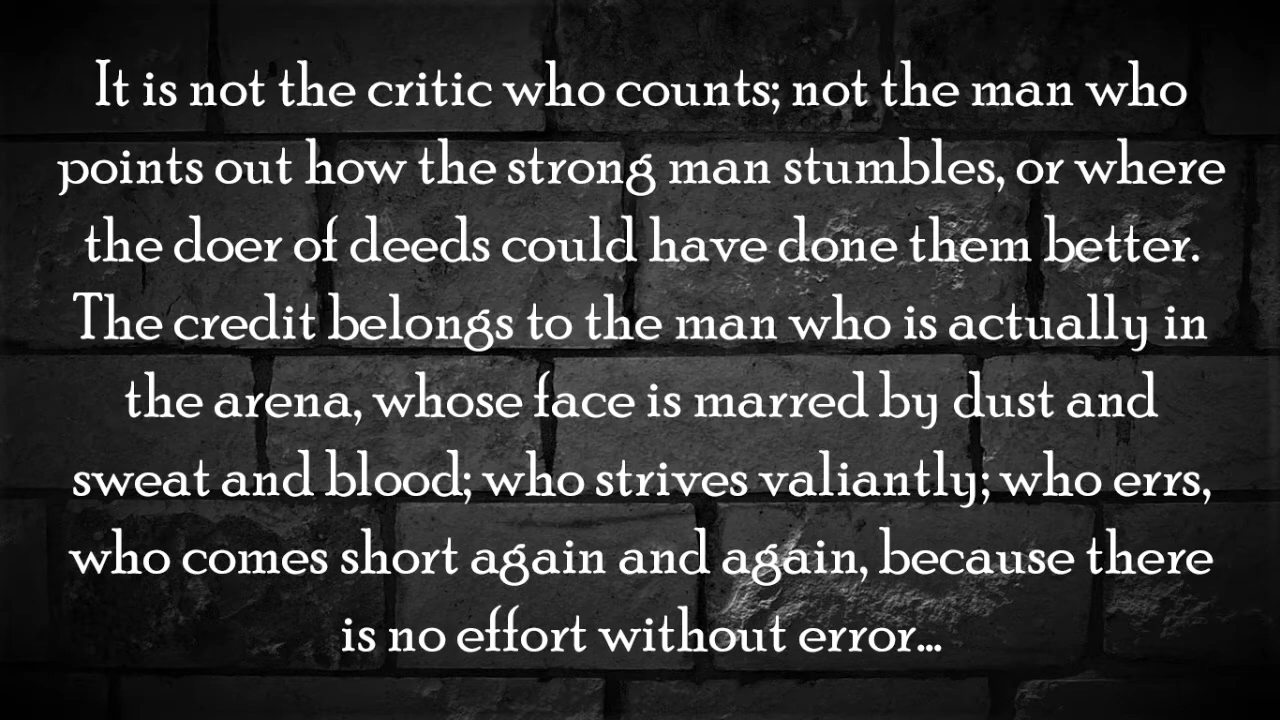 It is not the critic who counts; not the man who
points out how the strong man stumbles, or where
the doer of deeds could have done them better.
The credit belongs to the man who is actually in
the arena, whose face is marred by dust and
sweat and blood; who strives valiantly; who errs,
who comes short again and again, because there
is no effort without error...